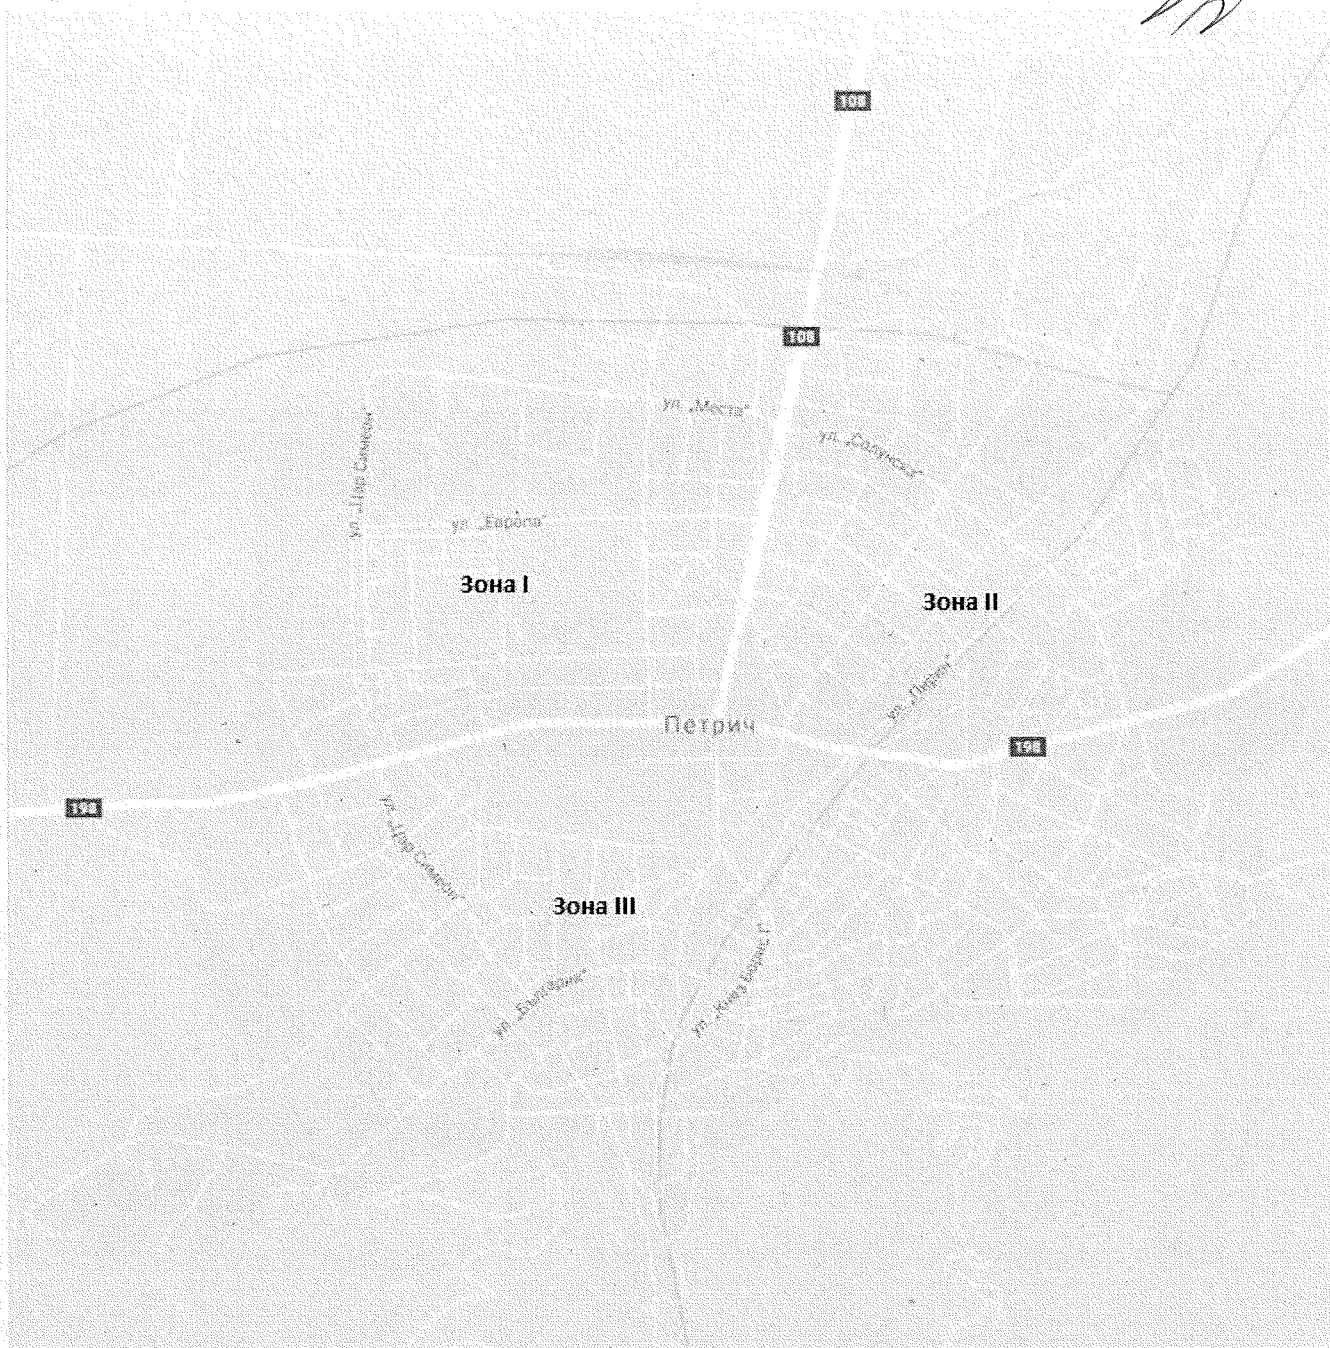 108
108
ул. „Места“
ул. „Солунска“
ул. „Цар Симеон“
ул. „Европа“
Зона I
Зона II
ул. „Пирин“
Петрич
198
198
ул. „Цар Симеон“
Зона III
ул. „Княз Борис I“
ул. „България“